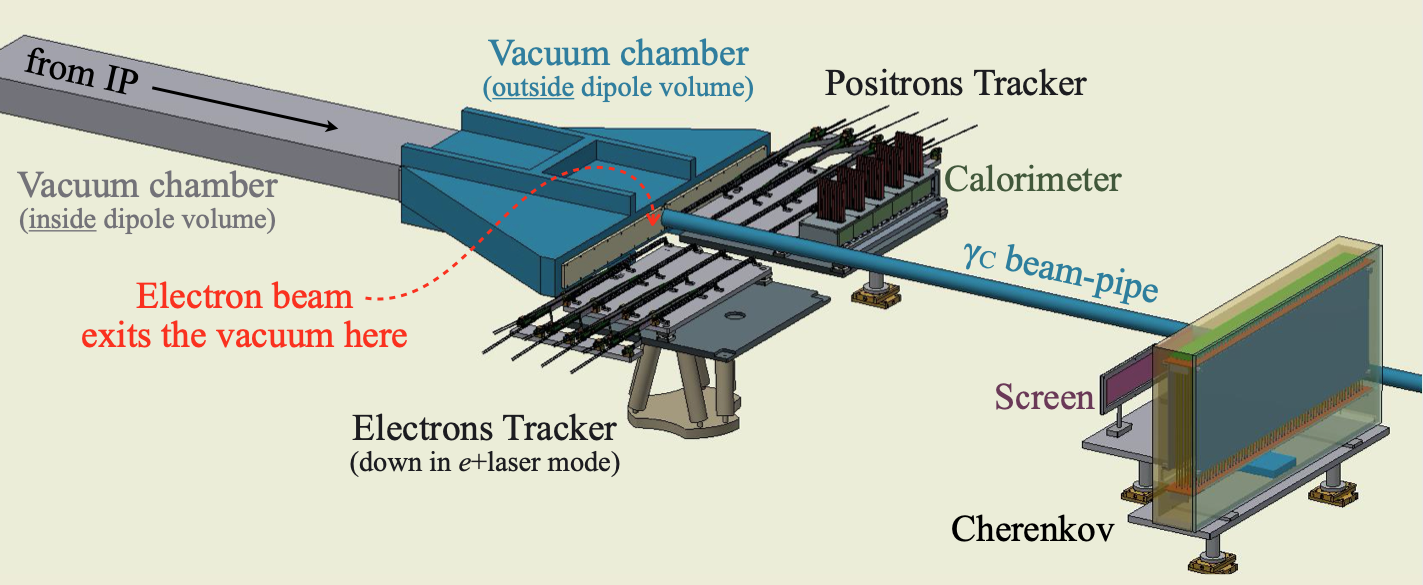 from IP
Vacuum chamber
(outside dipole volume)
Positrons Tracker
Calorimeter
Vacuum chamber
(inside dipole volume)
γC beam-pipe
Electron beam
exits the vacuum here
Screen
Electrons Tracker
(down in e+laser mode)
Cherenkov